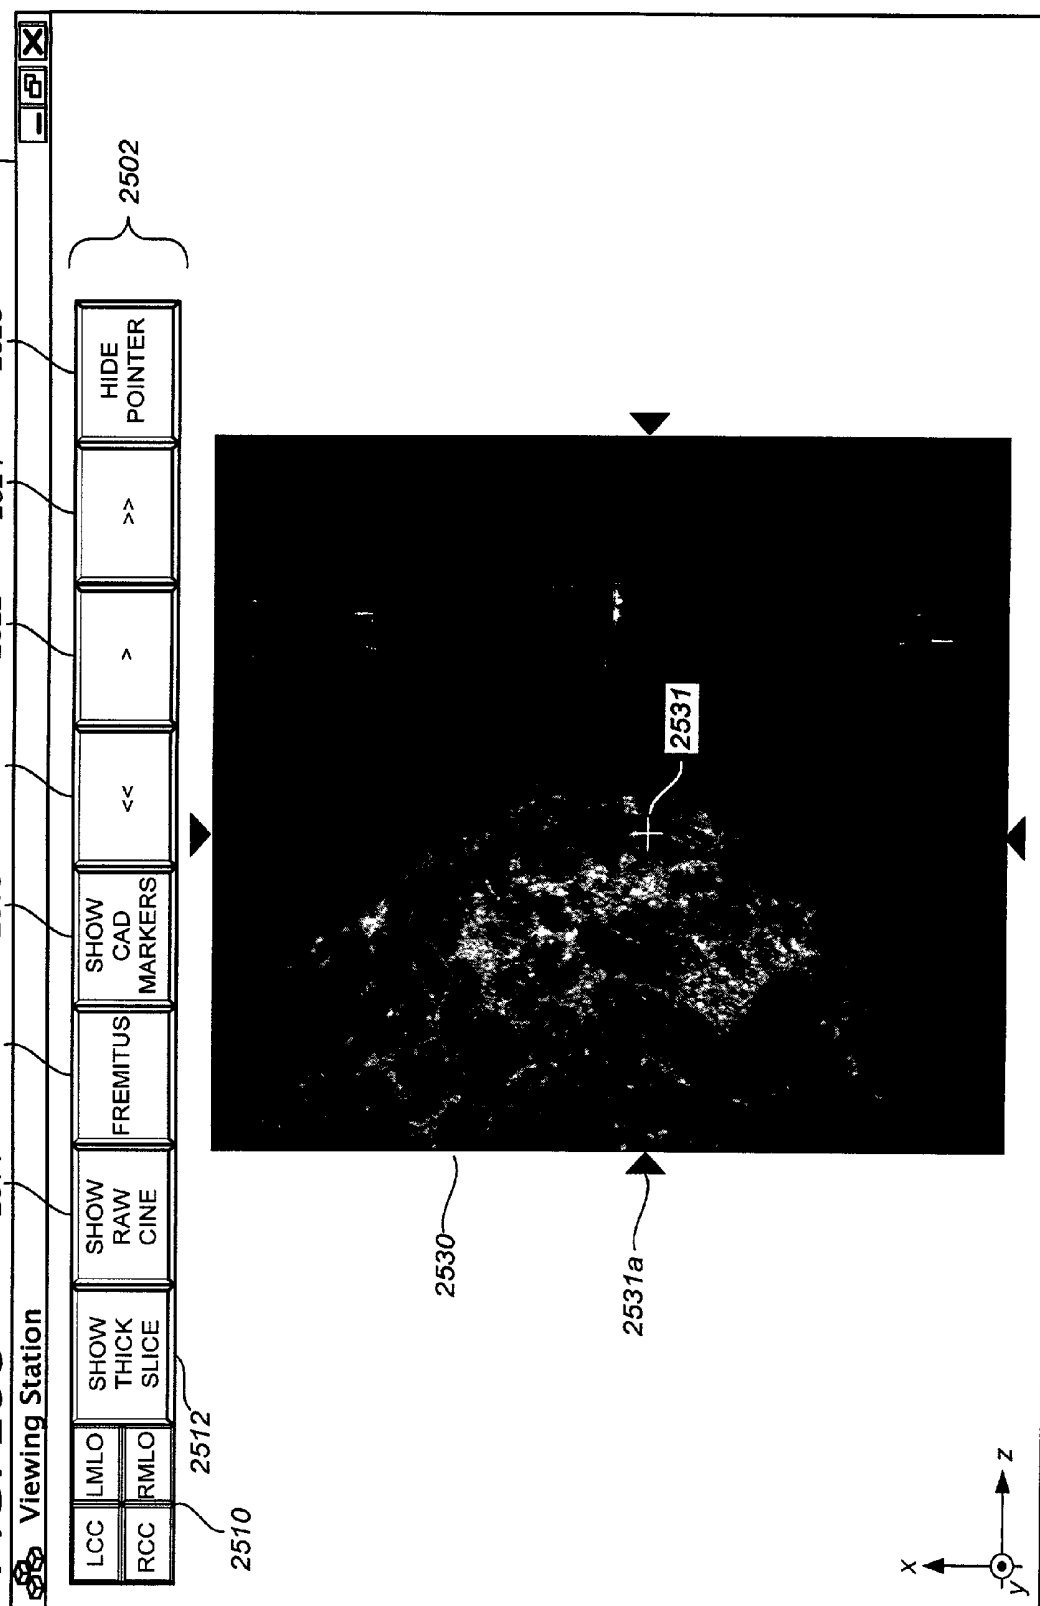 Viewing Station
LCC
LMLO
RCC
RMLO
SHOW
THICK
SLICE
SHOW
RAW
CINE
FREMITUS
SHOW
CAD
MARKERS
<<
>
>>
HIDE
POINTER
2502
2510
2512
2530
2531
2531a
x
y
z